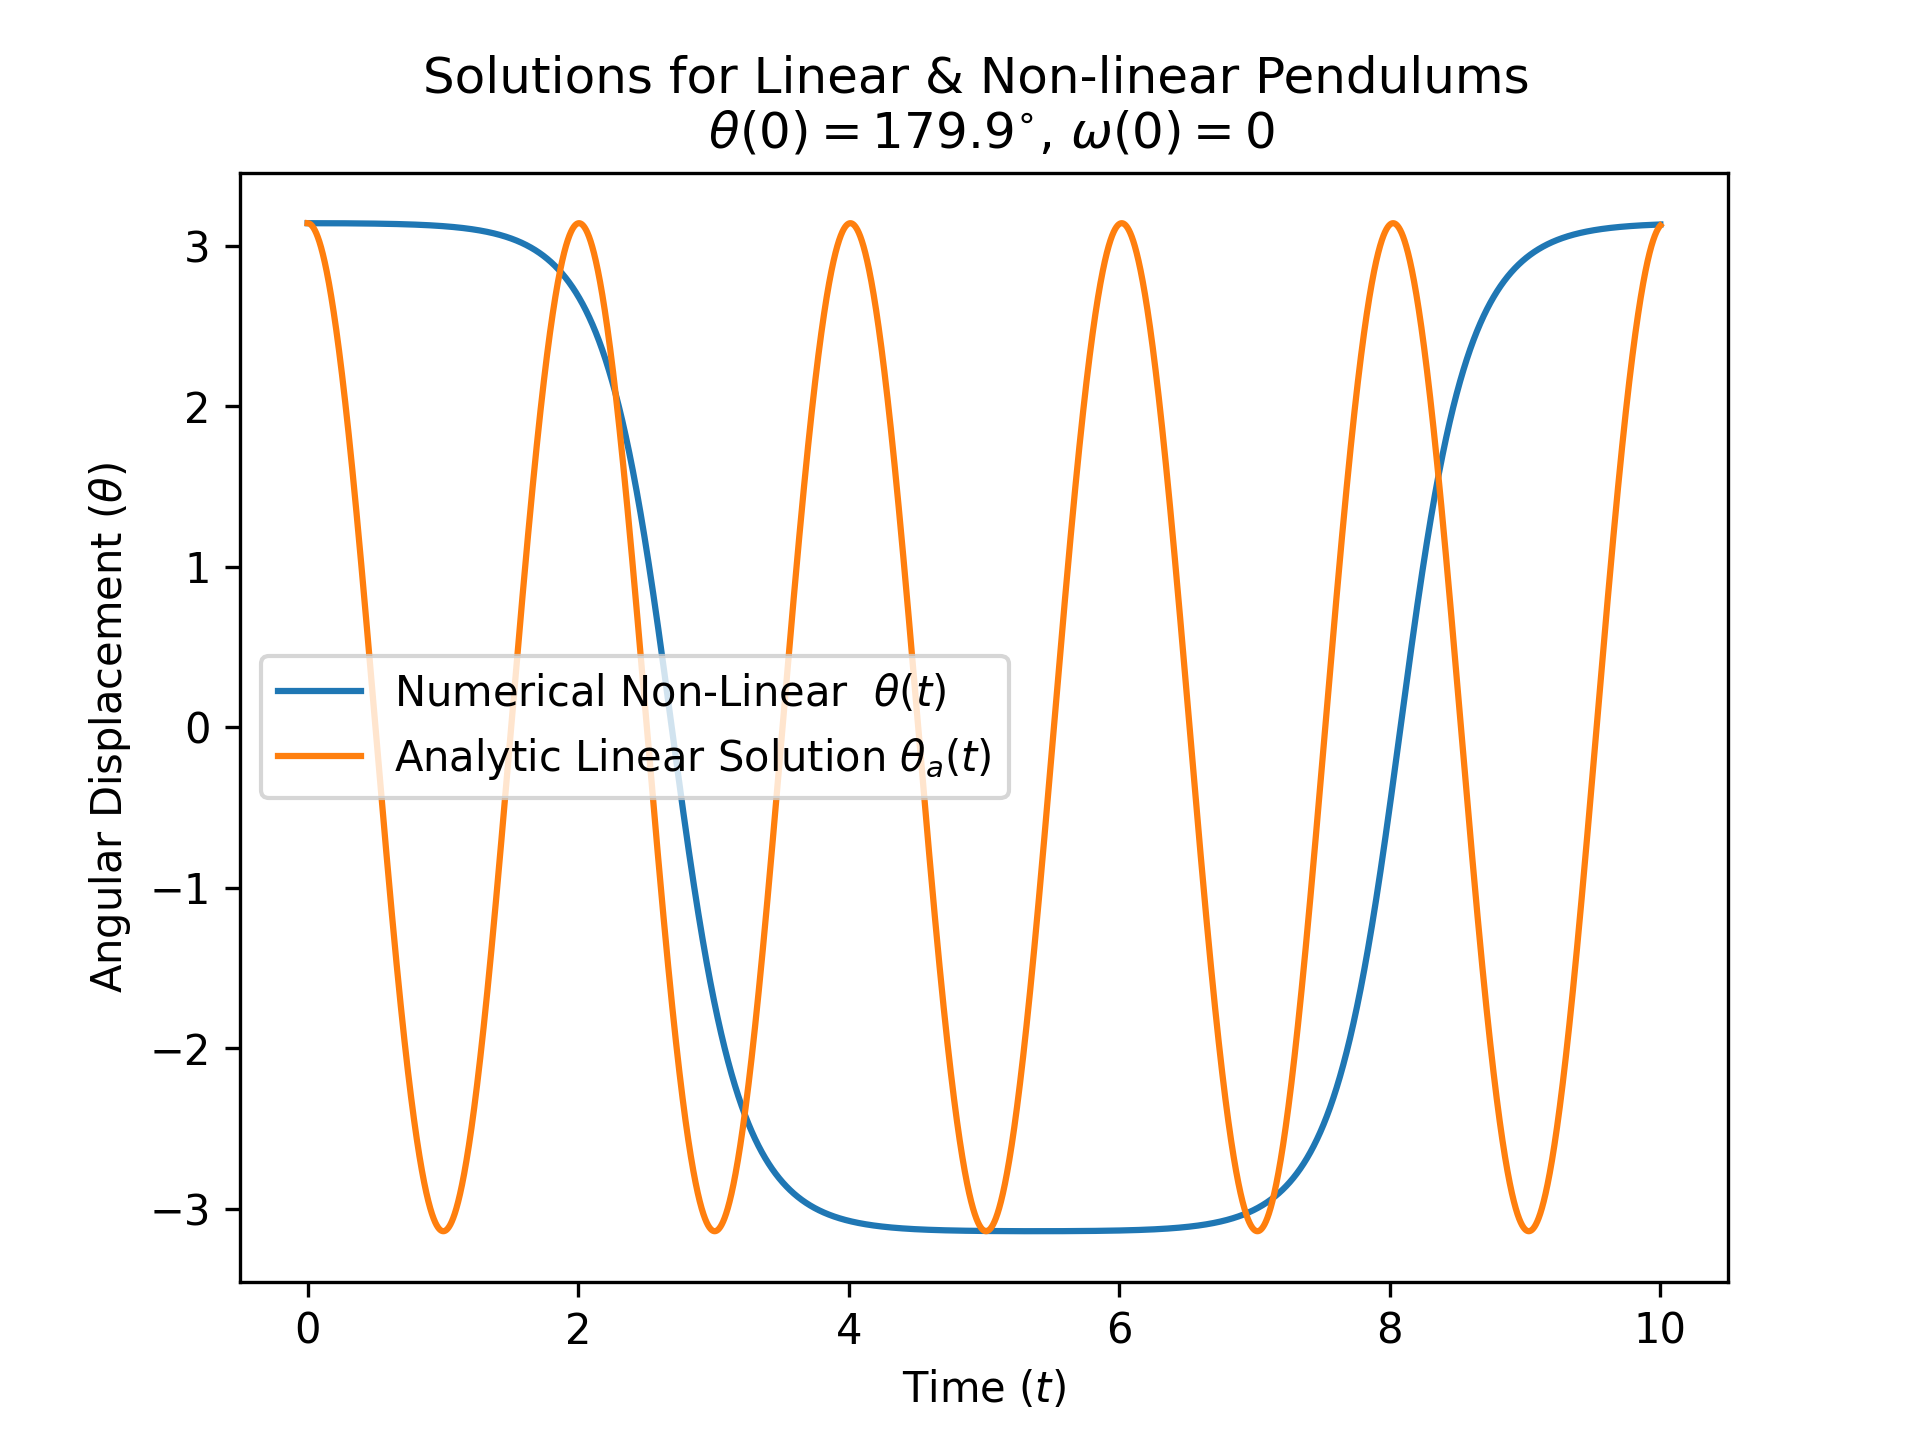 Solutions for Linear & Non-linear Pendulums
θ(0) = 179.9°, ω(0) = 0
Angular Displacement (θ)
3
2
1
0
−1
−2
−3
Numerical Non-Linear θ(t)
Analytic Linear Solution θₐ(t)
0 2 4 6 8 10
Time (t)